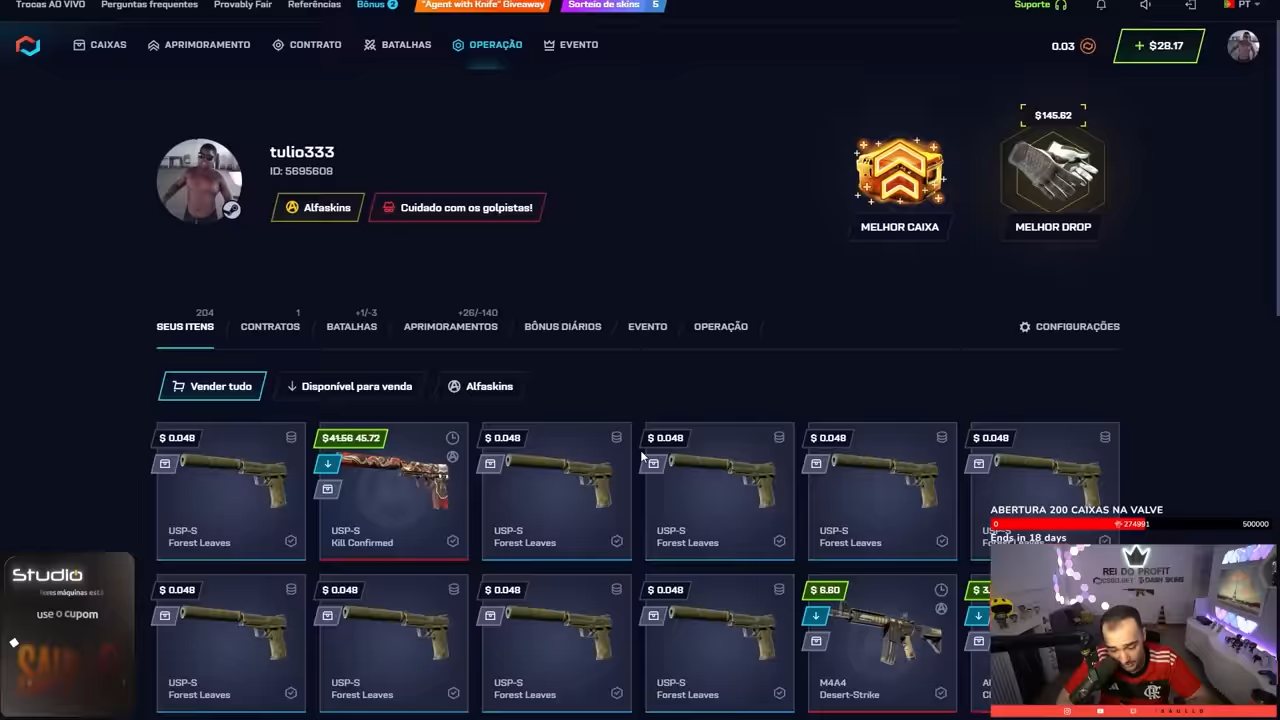 Trocas AO VIVO Perguntas frequentes Provably Fair Referências Bônus 2 "Agent with Knife" Giveaway Sorteio de skins 5 Suporte PT
CAIXAS APRIMORAMENTO CONTRATO BATALHAS OPERAÇÃO EVENTO 0.03 + $28.17
$145.62
tulio333
ID: 5695608
Alfaskins Cuidado com os golpistas!
MELHOR CAIXA MELHOR DROP
204 1 +1/-3 +26/-140
SEUS ITENS CONTRATOS BATALHAS APRIMORAMENTOS BÔNUS DIÁRIOS EVENTO OPERAÇÃO CONFIGURAÇÕES
Vender tudo Disponível para venda Alfaskins
$ 0.048 $41.56 45.72 $ 0.048 $ 0.048 $ 0.048 $ 0.048
USP-S USP-S USP-S USP-S USP-S
Forest Leaves Kill Confirmed Forest Leaves Forest Leaves Forest Leaves
ABERTURA 200 CAIXAS NA VALVE
0 274991 500000
Ends in 18 days
REI DO PROFIT
CSGO.NET DASH SKINS
Studio
use o cupom
$ 0.048 $ 0.048 $ 0.048 $ 0.048 $ 6.60
USP-S USP-S USP-S USP-S M4A4
Forest Leaves Forest Leaves Forest Leaves Forest Leaves Desert-Strike